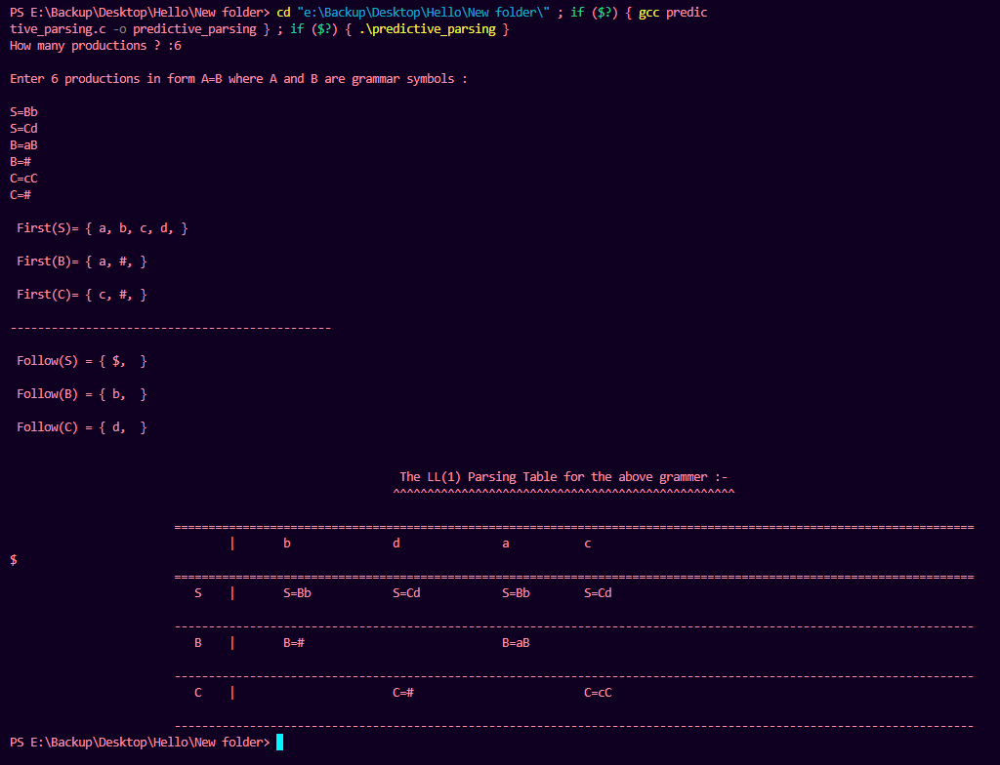 PS E:\Backup\Desktop\Hello\New folder> cd "e:\Backup\Desktop\Hello\New folder\" ; if ($?) { gcc predic
tive_parsing.c -o predictive_parsing } ; if ($?) { .\predictive_parsing }
How many productions ? :6
Enter 6 productions in form A=B where A and B are grammar symbols :
S=Bb
S=Cd
B=aB
B=#
C=cC
C=#
First(S)= { a, b, c, d, }
First(B)= { a, #, }
First(C)= { c, #, }
-----------------------------------------------
Follow(S) = { $,  }
Follow(B) = { b,  }
Follow(C) = { d,  }
The LL(1) Parsing Table for the above grammer :-
^^^^^^^^^^^^^^^^^^^^^^^^^^^^^^^^^^^^^^^^^^^^^^^^^^
=====================================================================================================================
| b d a c
$
=====================================================================================================================
S | S=Bb S=Cd S=Bb S=Cd
---------------------------------------------------------------------------------------------------------------------
B | B=# B=aB
---------------------------------------------------------------------------------------------------------------------
C | C=# C=cC
---------------------------------------------------------------------------------------------------------------------
PS E:\Backup\Desktop\Hello\New folder>